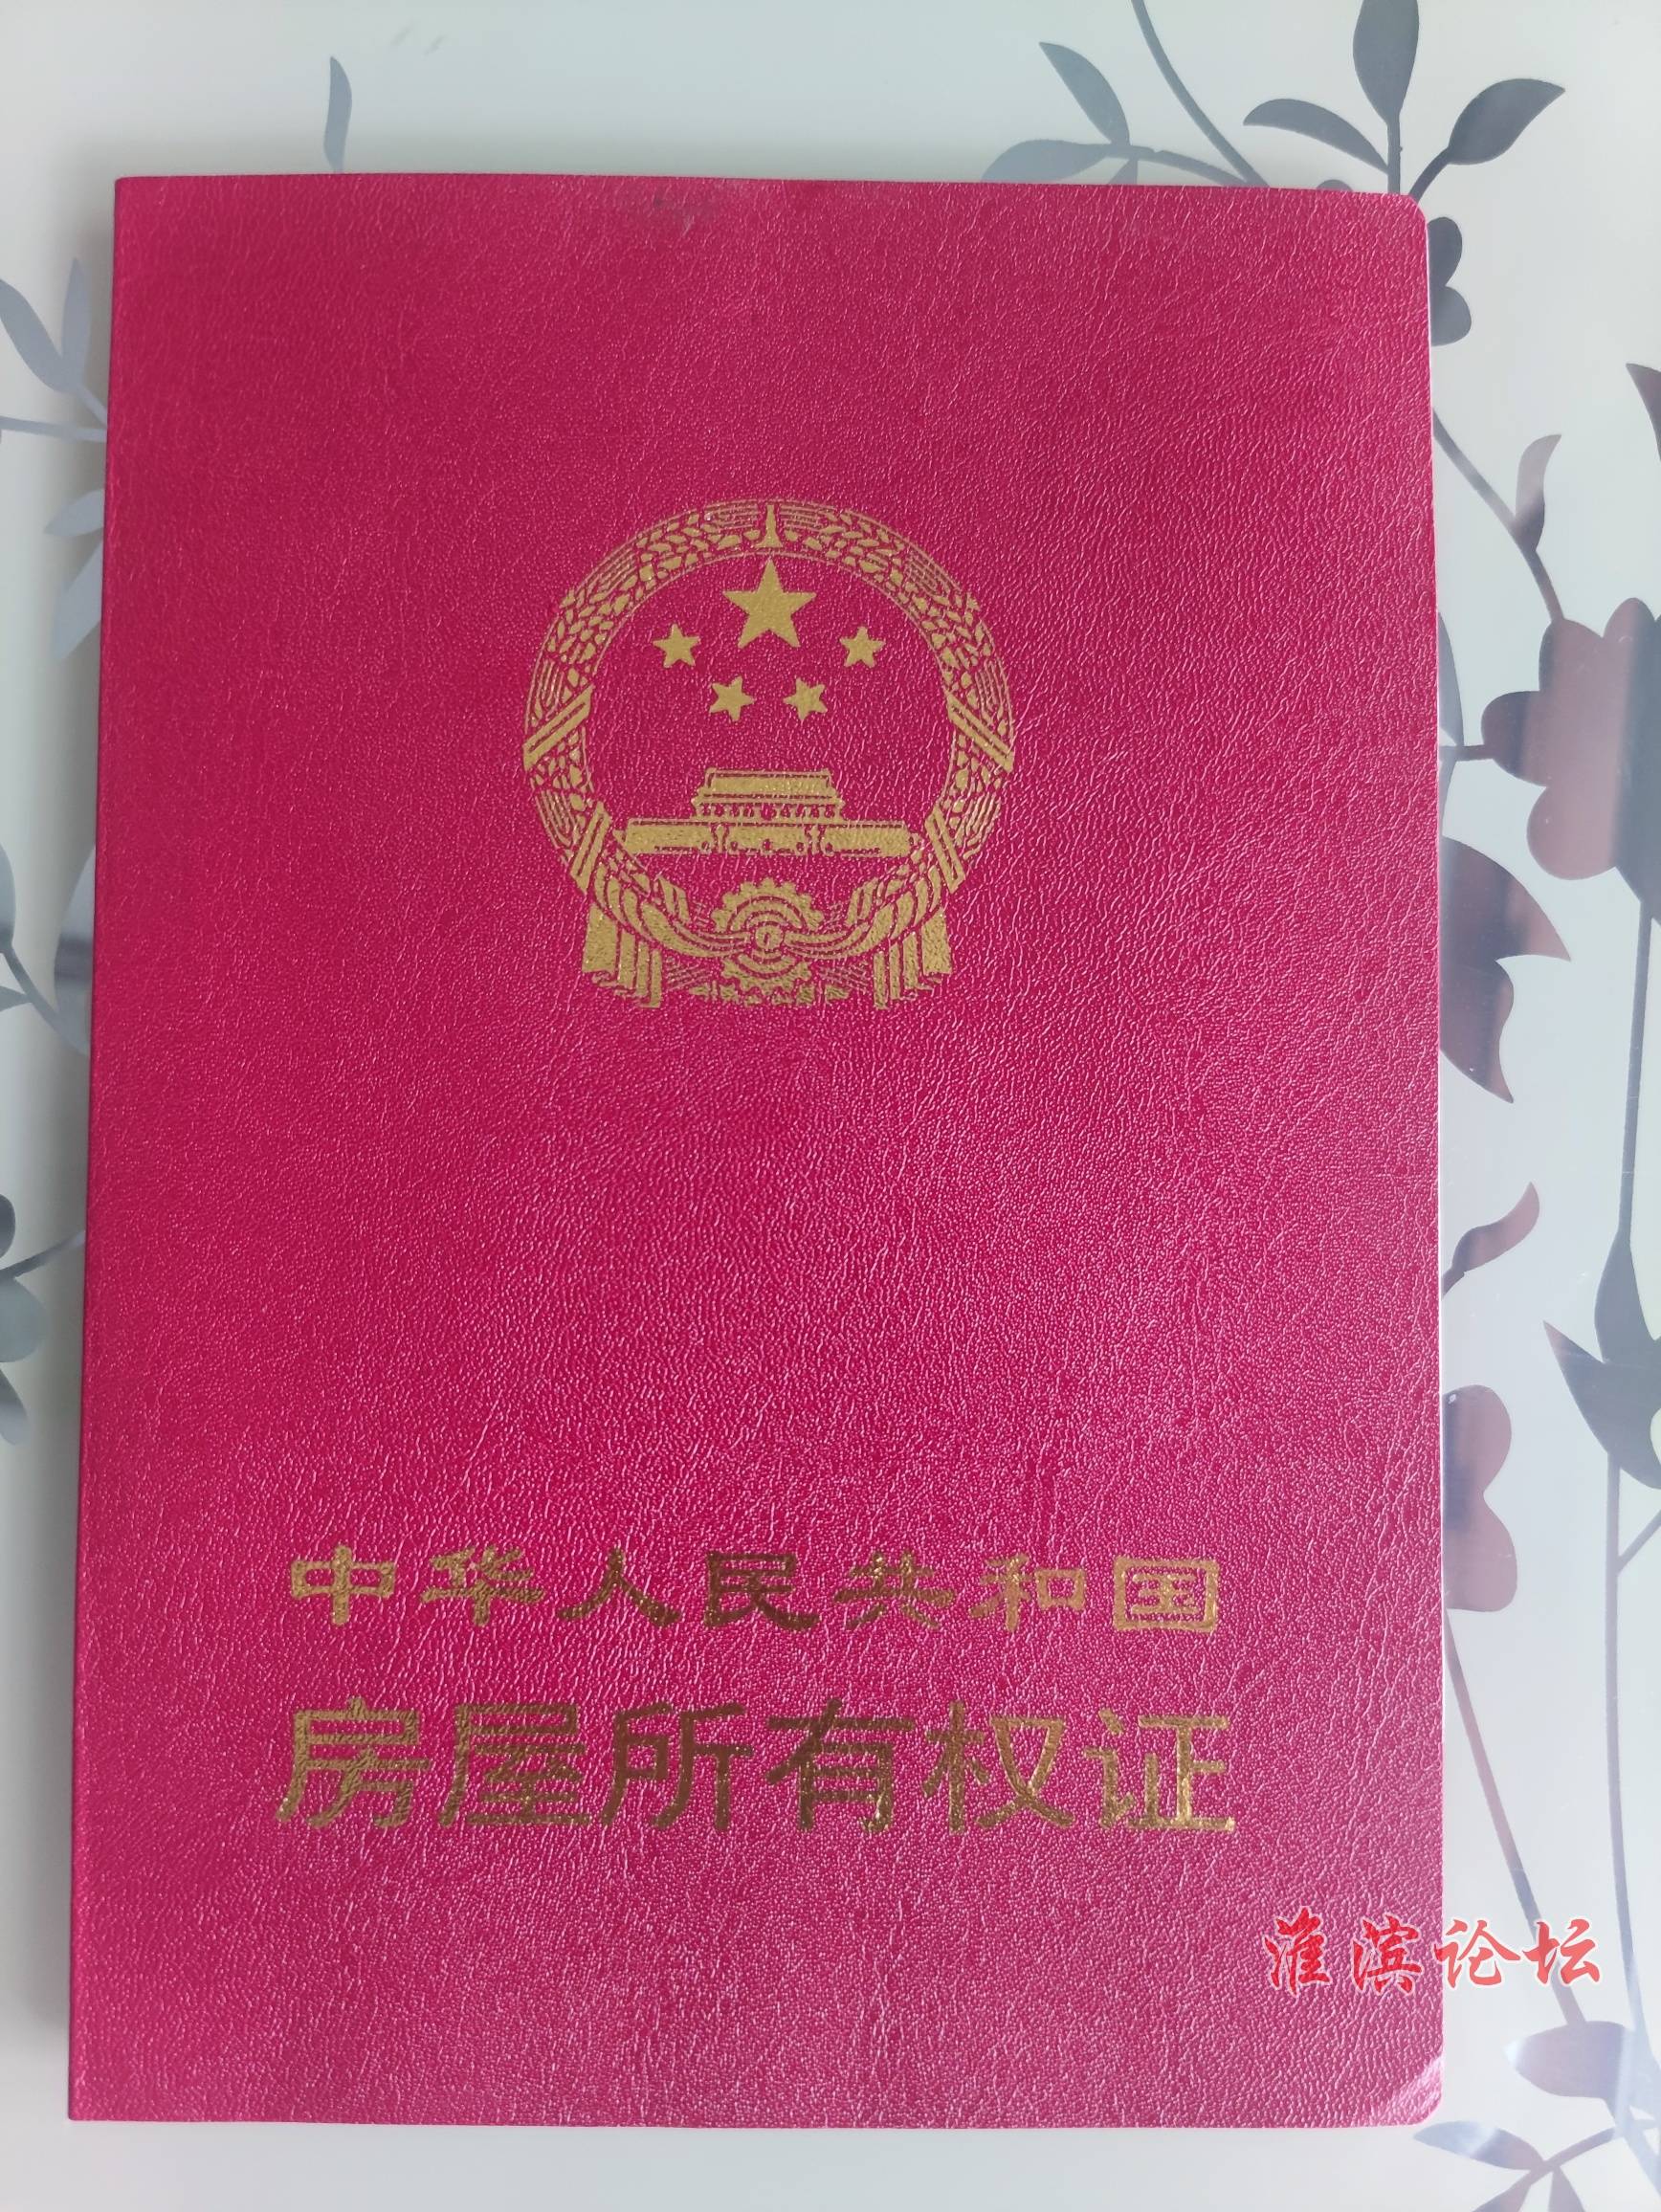 中华人民共和国
房屋所有权证
淮滨论坛